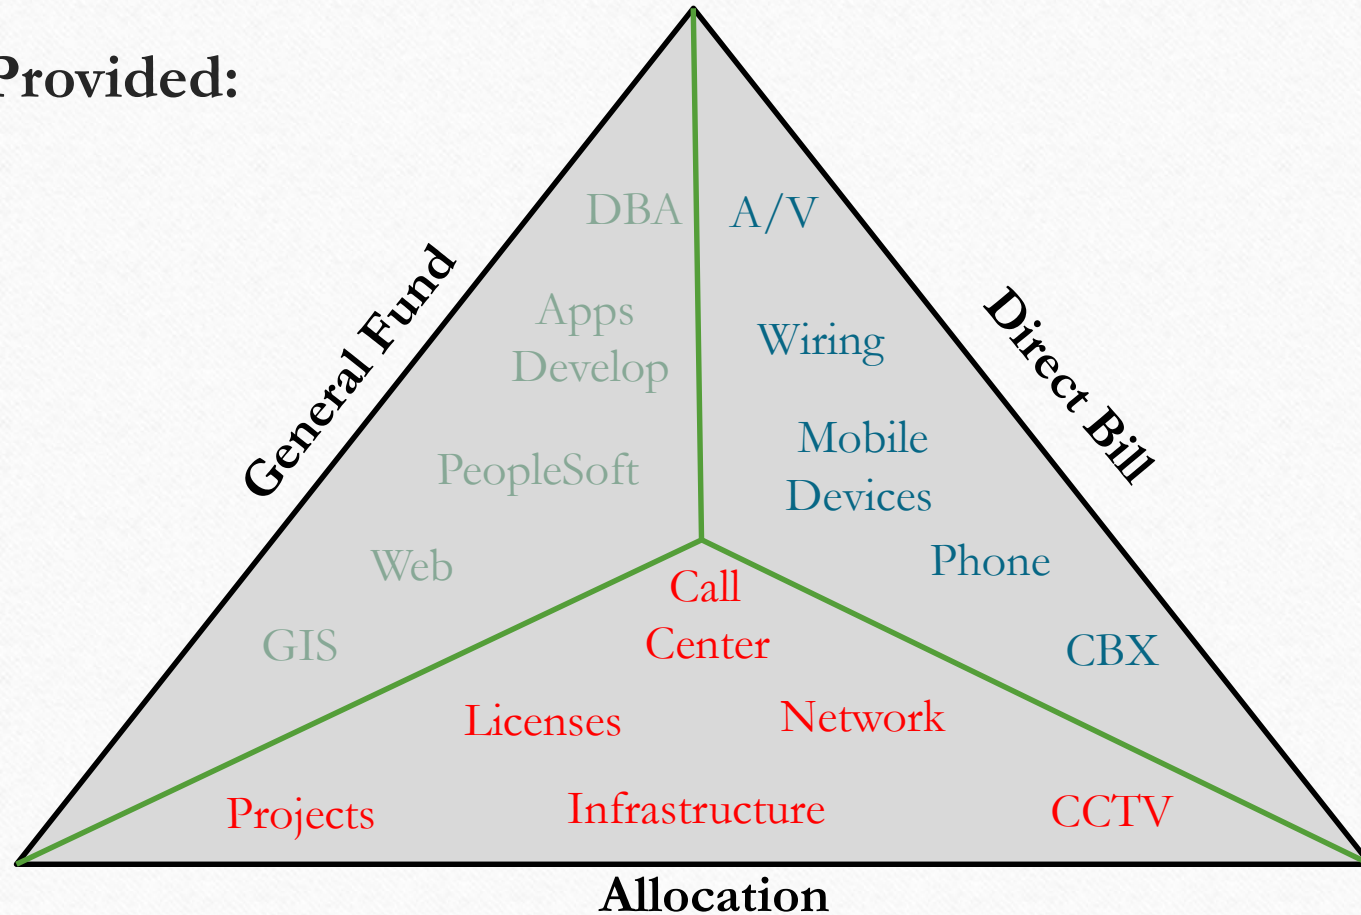 Provided:
General Fund
DBA
Apps
Develop
PeopleSoft
Web
GIS
Direct Bill
A/V
Wiring
Mobile
Devices
Phone
CBX
Call
Center
Licenses
Network
Projects
Infrastructure
CCTV
Allocation